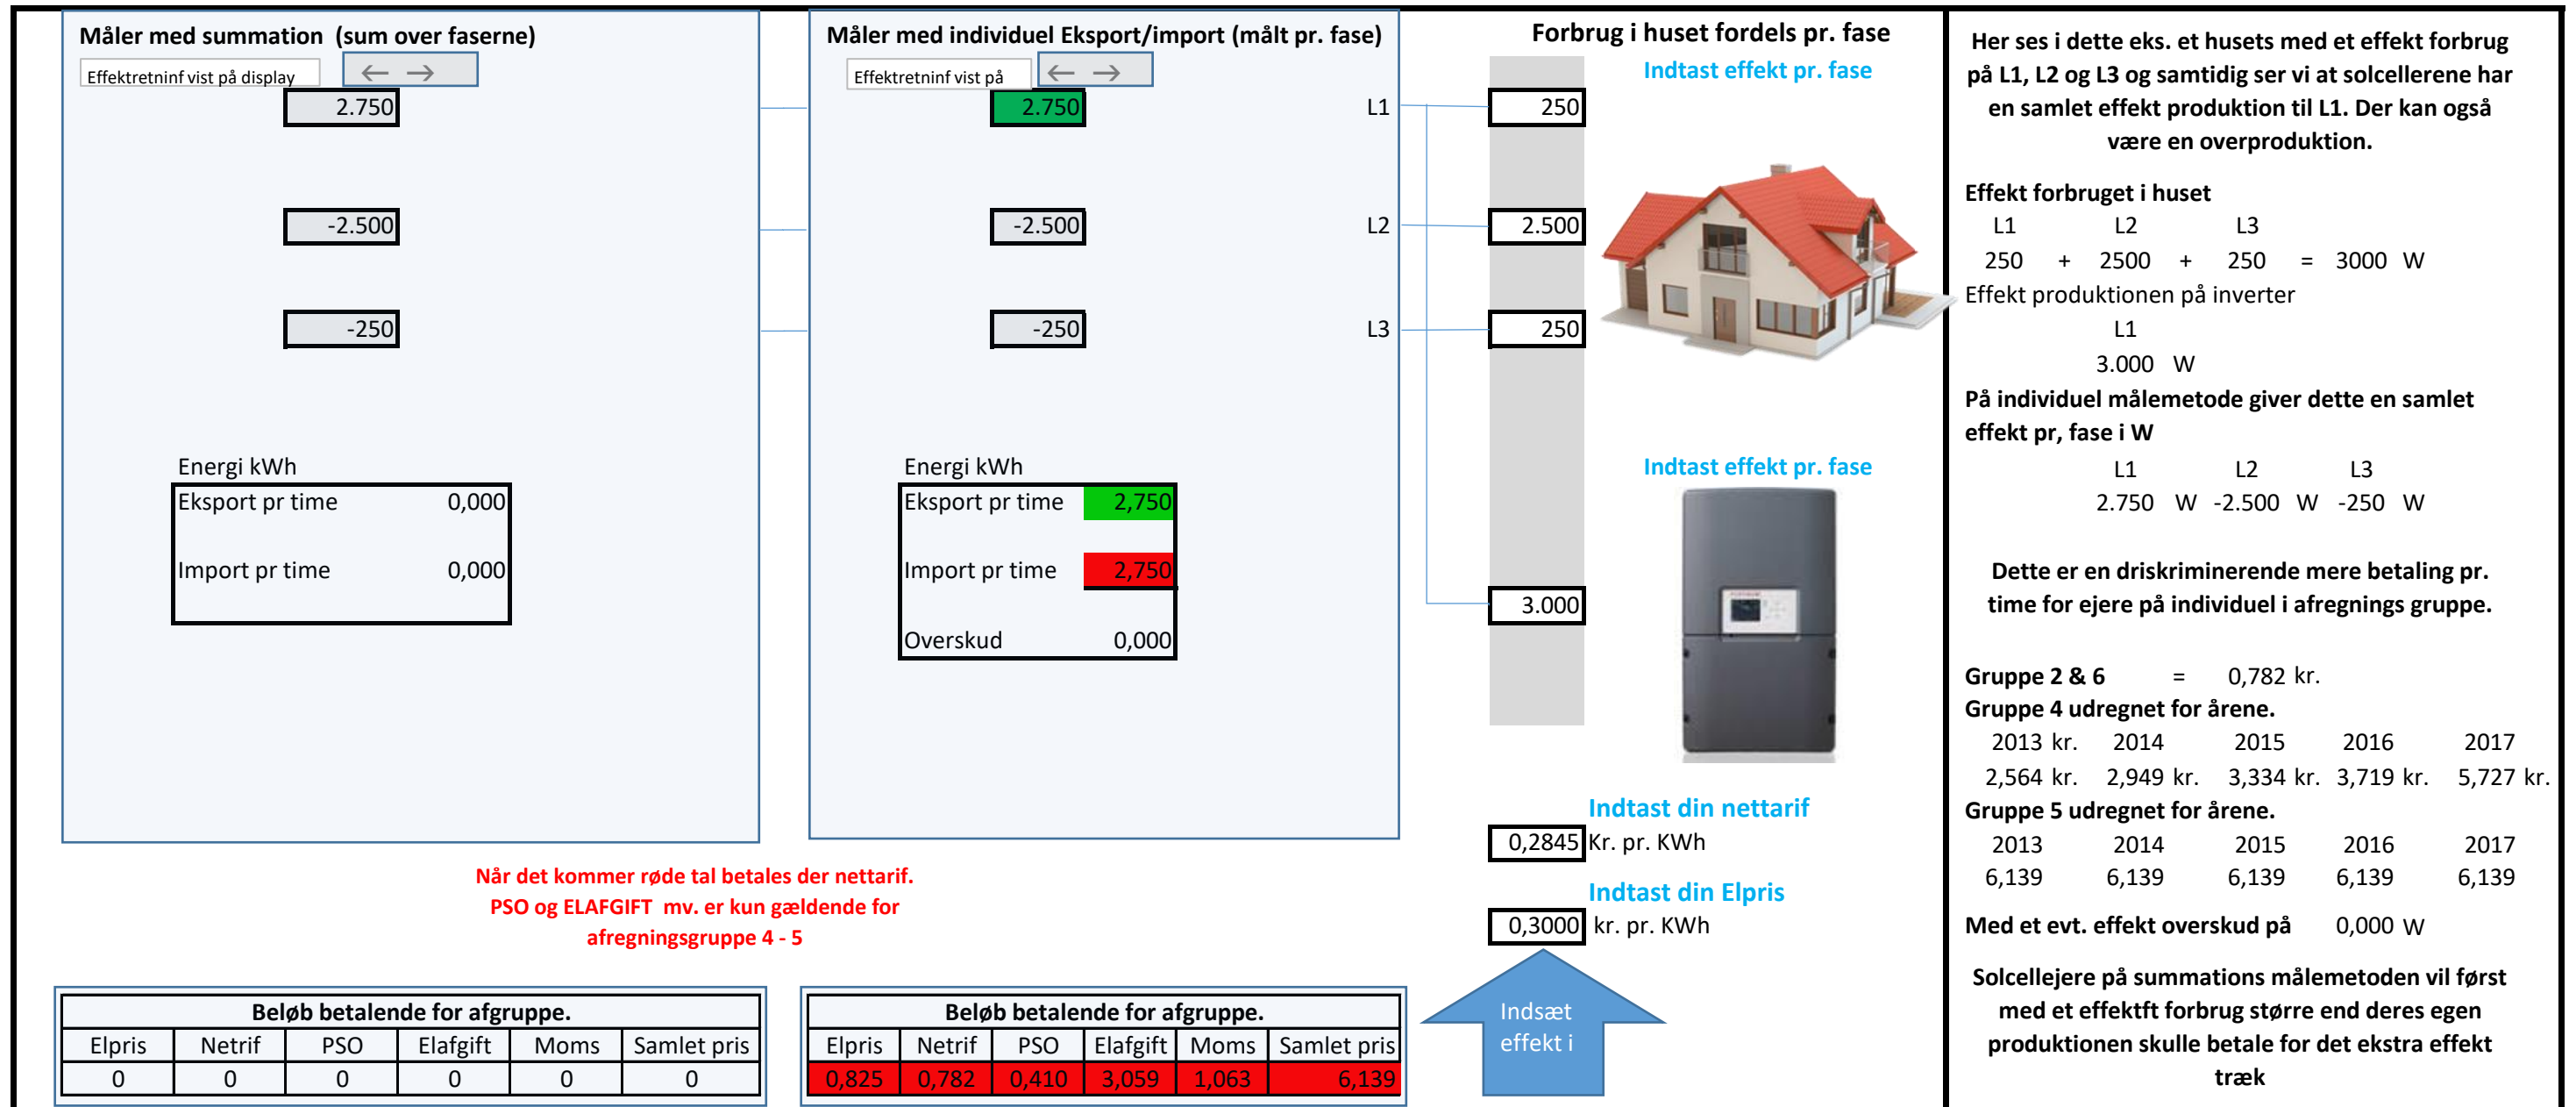 Måler med summation (sum over faserne)
Effektretninf vist på display
← →
2.750
-2.500
-250
Energi kWh
Eksport pr time 0,000
Import pr time 0,000
Måler med individuel Eksport/import (målt pr. fase)
Effektretninf vist på
← →
2.750
-2.500
-250
L1
L2
L3
Energi kWh
Eksport pr time 2,750
Import pr time 2,750
Overskud 0,000
Forbrug i huset fordels pr. fase
Indtast effekt pr. fase
250
2.500
250
Indtast effekt pr. fase
3.000
Indtast din nettarif
0,2845 Kr. pr. KWh
Indtast din Elpris
0,3000 kr. pr. KWh
Indsæt
effekt i
Når det kommer røde tal betales der nettarif.
PSO og ELAFGIFT mv. er kun gældende for
afregningsgruppe 4 - 5
Beløb betalende for afgruppe.
Elpris Netrif PSO Elafgift Moms Samlet pris
0 0 0 0 0 0
Beløb betalende for afgruppe.
Elpris Netrif PSO Elafgift Moms Samlet pris
0,825 0,782 0,410 3,059 1,063 6,139
Her ses i dette eks. et husets med et effekt forbrug
på L1, L2 og L3 og samtidig ser vi at solcellerene har
en samlet effekt produktion til L1. Der kan også
være en overproduktion.
Effekt forbruget i huset
L1 L2 L3
250 + 2500 + 250 = 3000 W
Effekt produktionen på inverter
L1
3.000 W
På individuel målemetode giver dette en samlet
effekt pr, fase i W
L1 L2 L3
2.750 W -2.500 W -250 W
Dette er en driskriminerende mere betaling pr.
time for ejere på individuel i afregnings gruppe.
Gruppe 2 & 6 = 0,782 kr.
Gruppe 4 udregnet for årene.
2013 kr. 2014 2015 2016 2017
2,564 kr. 2,949 kr. 3,334 kr. 3,719 kr. 5,727 kr.
Gruppe 5 udregnet for årene.
2013 2014 2015 2016 2017
6,139 6,139 6,139 6,139 6,139
Med et evt. effekt overskud på 0,000 W
Solcellejere på summations målemetoden vil først
med et effektft forbrug større end deres egen
produktionen skulle betale for det ekstra effekt
træk